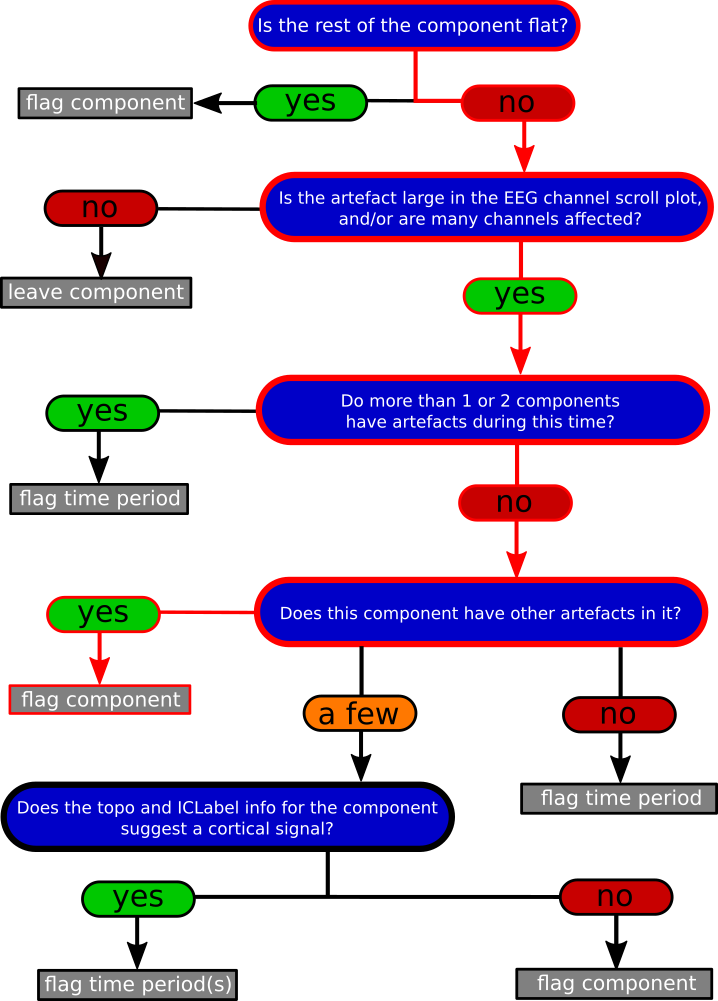 Is the rest of the component flat?
flag component
yes
no
Is the artefact large in the EEG channel scroll plot,
and/or are many channels affected?
no
leave component
yes
Do more than 1 or 2 components
have artefacts during this time?
yes
flag time period
no
Does this component have other artefacts in it?
yes
flag component
a few
no
flag time period
Does the topo and ICLabel info for the component
suggest a cortical signal?
yes
no
flag time period(s)
flag component